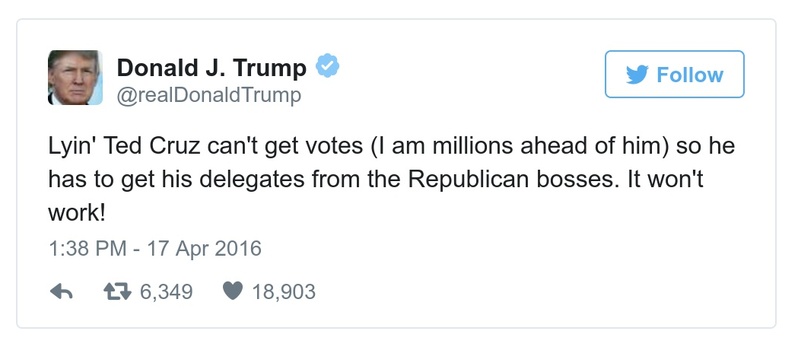 Donald J. Trump
@realDonaldTrump
Follow
Lyin' Ted Cruz can't get votes (I am millions ahead of him) so he
has to get his delegates from the Republican bosses. It won't
work!
1:38 PM - 17 Apr 2016
6,349 18,903